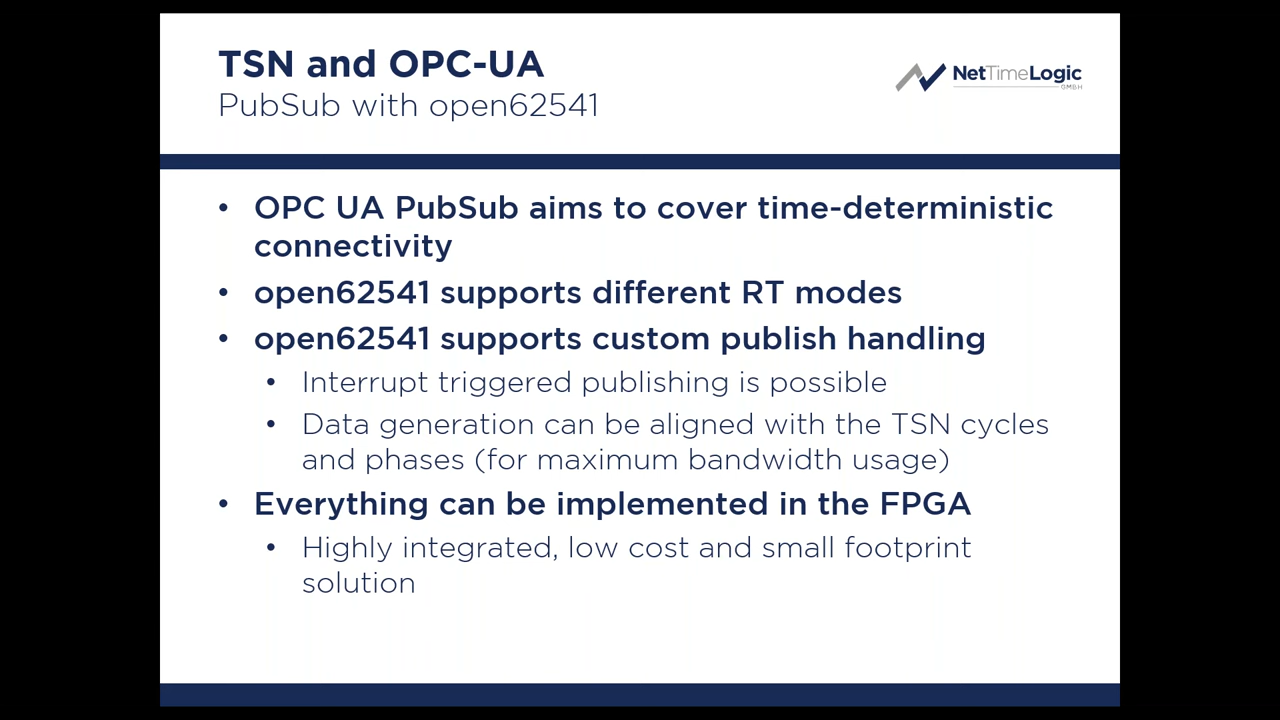 TSN and OPC-UA
PubSub with open62541
NetTimeLogic
GMBH
• OPC UA PubSub aims to cover time-deterministic
connectivity
• open62541 supports different RT modes
• open62541 supports custom publish handling
• Interrupt triggered publishing is possible
• Data generation can be aligned with the TSN cycles
and phases (for maximum bandwidth usage)
• Everything can be implemented in the FPGA
• Highly integrated, low cost and small footprint
solution